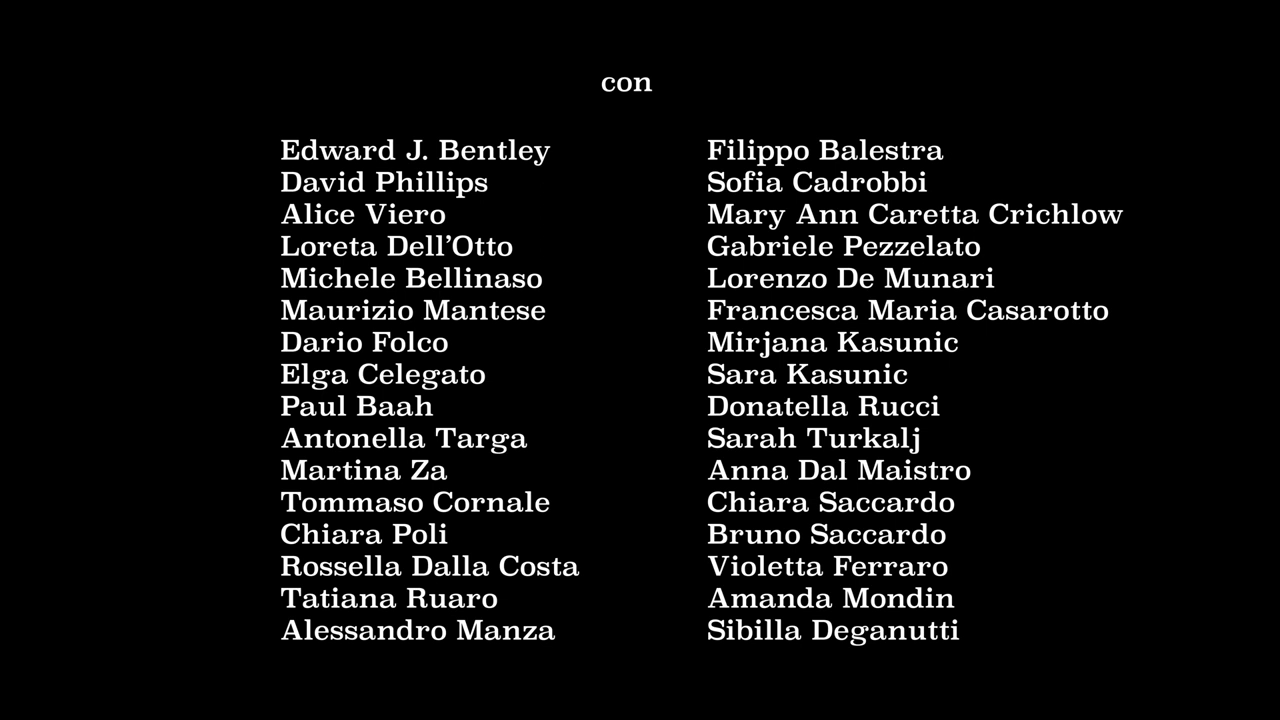 con
Edward J. Bentley
David Phillips
Alice Viero
Loreta Dell’Otto
Michele Bellinaso
Maurizio Mantese
Dario Folco
Elga Celegato
Paul Baah
Antonella Targa
Martina Za
Tommaso Cornale
Chiara Poli
Rossella Dalla Costa
Tatiana Ruaro
Alessandro Manza
Filippo Balestra
Sofia Cadrobbi
Mary Ann Caretta Crichlow
Gabriele Pezzelato
Lorenzo De Munari
Francesca Maria Casarotto
Mirjana Kasunic
Sara Kasunic
Donatella Rucci
Sarah Turkalj
Anna Dal Maistro
Chiara Saccardo
Bruno Saccardo
Violetta Ferraro
Amanda Mondin
Sibilla Deganutti